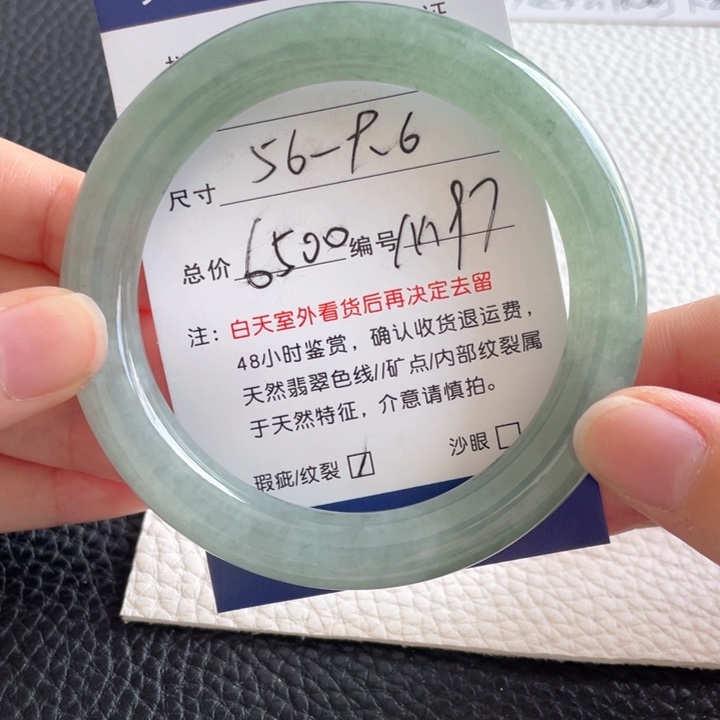 证
尺寸 56-9.6
总价 6500 编号
注：白天室外看货后再决定去留
48小时鉴赏，确认收货退运费，
天然翡翠色线//矿点/内部纹裂属
于天然特征，介意请慎拍。
瑕疵/纹裂 沙眼